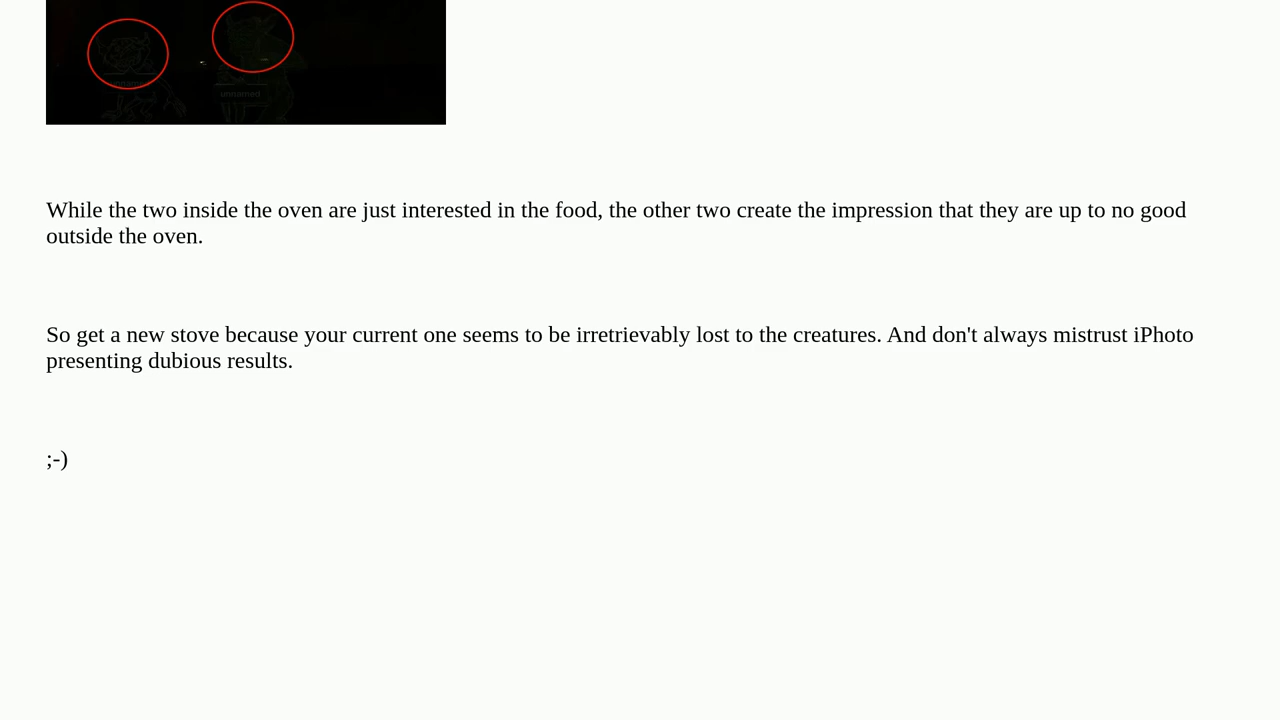 unnamed
While the two inside the oven are just interested in the food, the other two create the impression that they are up to no good
outside the oven.
So get a new stove because your current one seems to be irretrievably lost to the creatures. And don't always mistrust iPhoto
presenting dubious results.
;-)